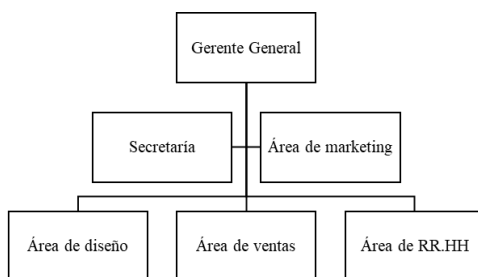 Gerente General
Secretaría
Área de marketing
Área de diseño
Área de ventas
Área de RR.HH